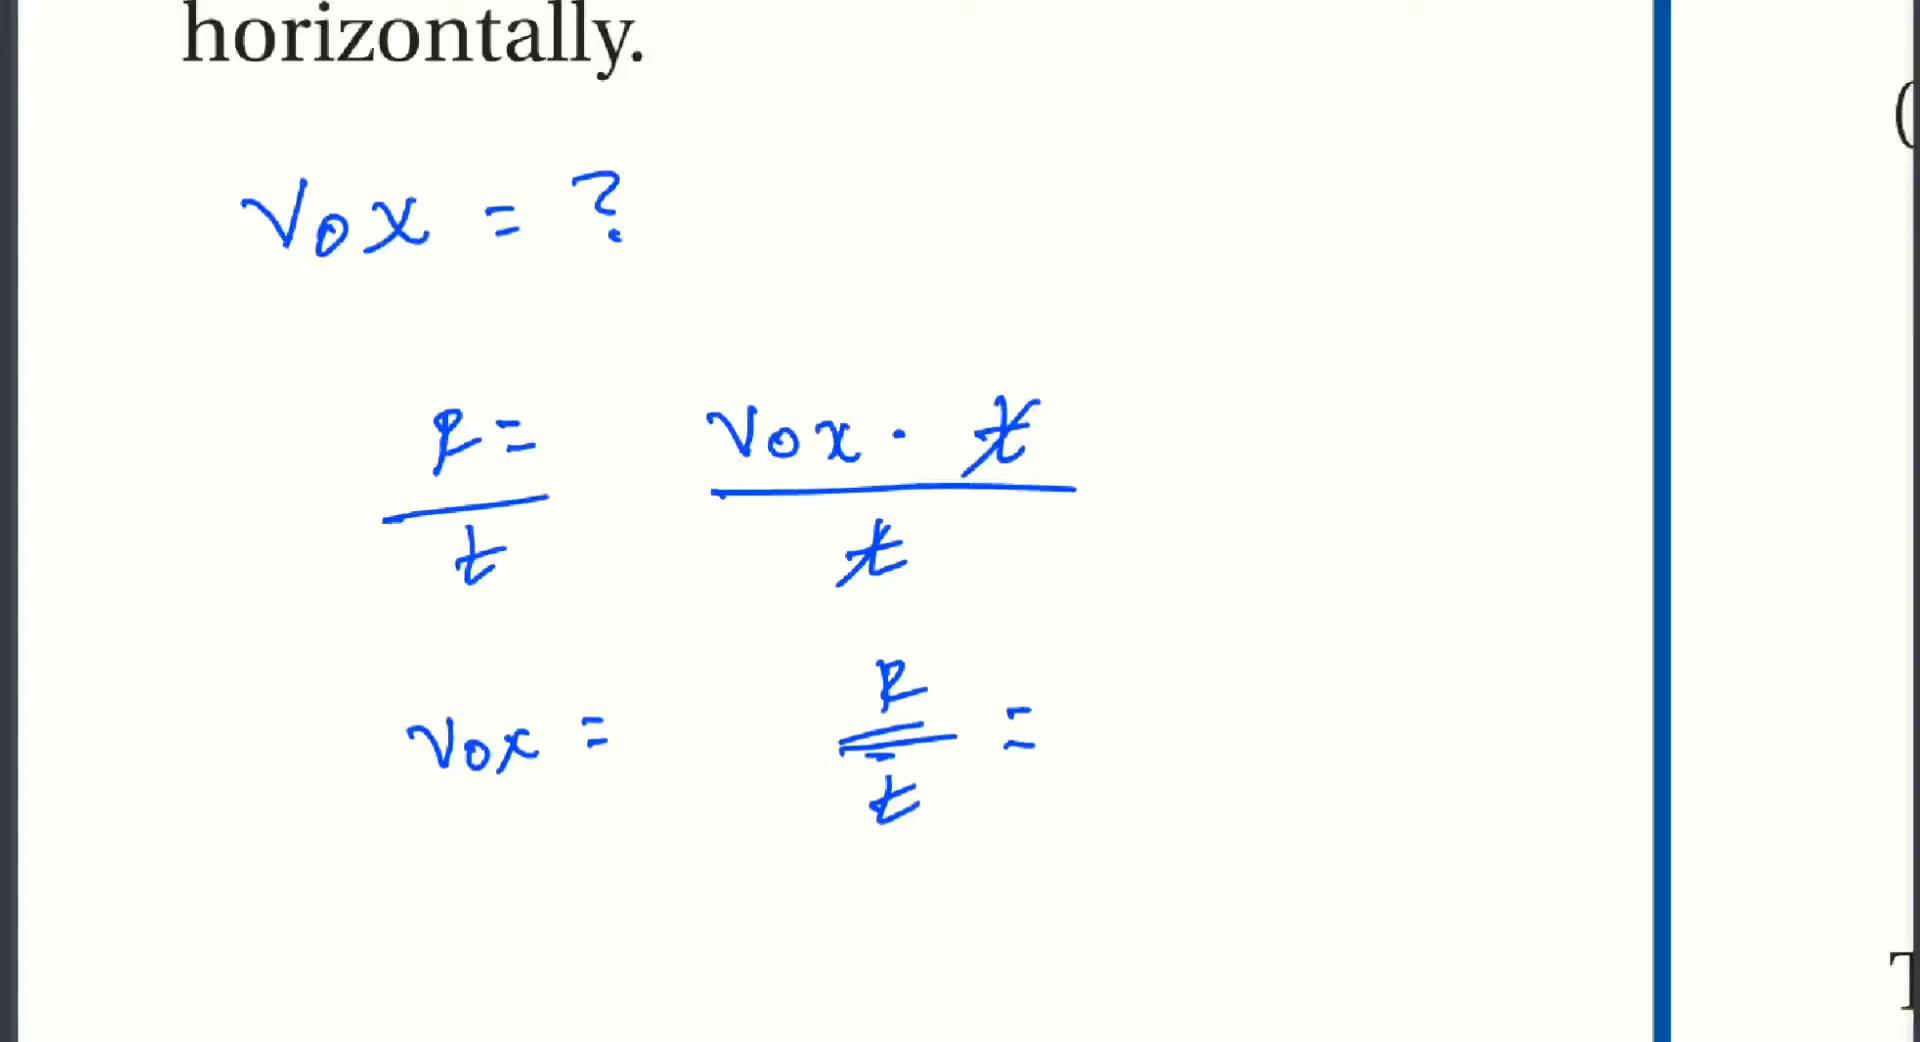 horizontally.
(
Vox = ?
R = Vox . t
t t
Vox = R =
t
T